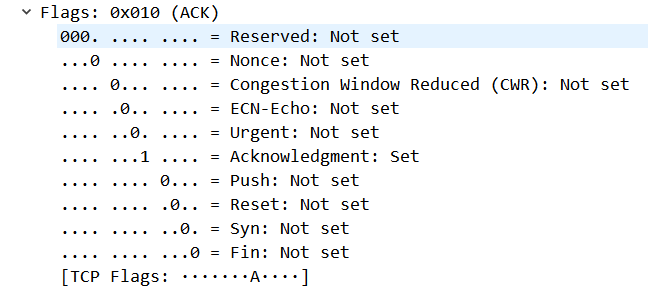 Flags: 0x010 (ACK)
000. .... .... = Reserved: Not set
...0 .... .... = Nonce: Not set
.... 0... .... = Congestion Window Reduced (CWR): Not set
.... .0.. .... = ECN-Echo: Not set
.... ..0. .... = Urgent: Not set
.... ...1 .... = Acknowledgment: Set
.... .... 0... = Push: Not set
.... .... .0.. = Reset: Not set
.... .... ..0. = Syn: Not set
.... .... ...0 = Fin: Not set
[TCP Flags: ·······A····]